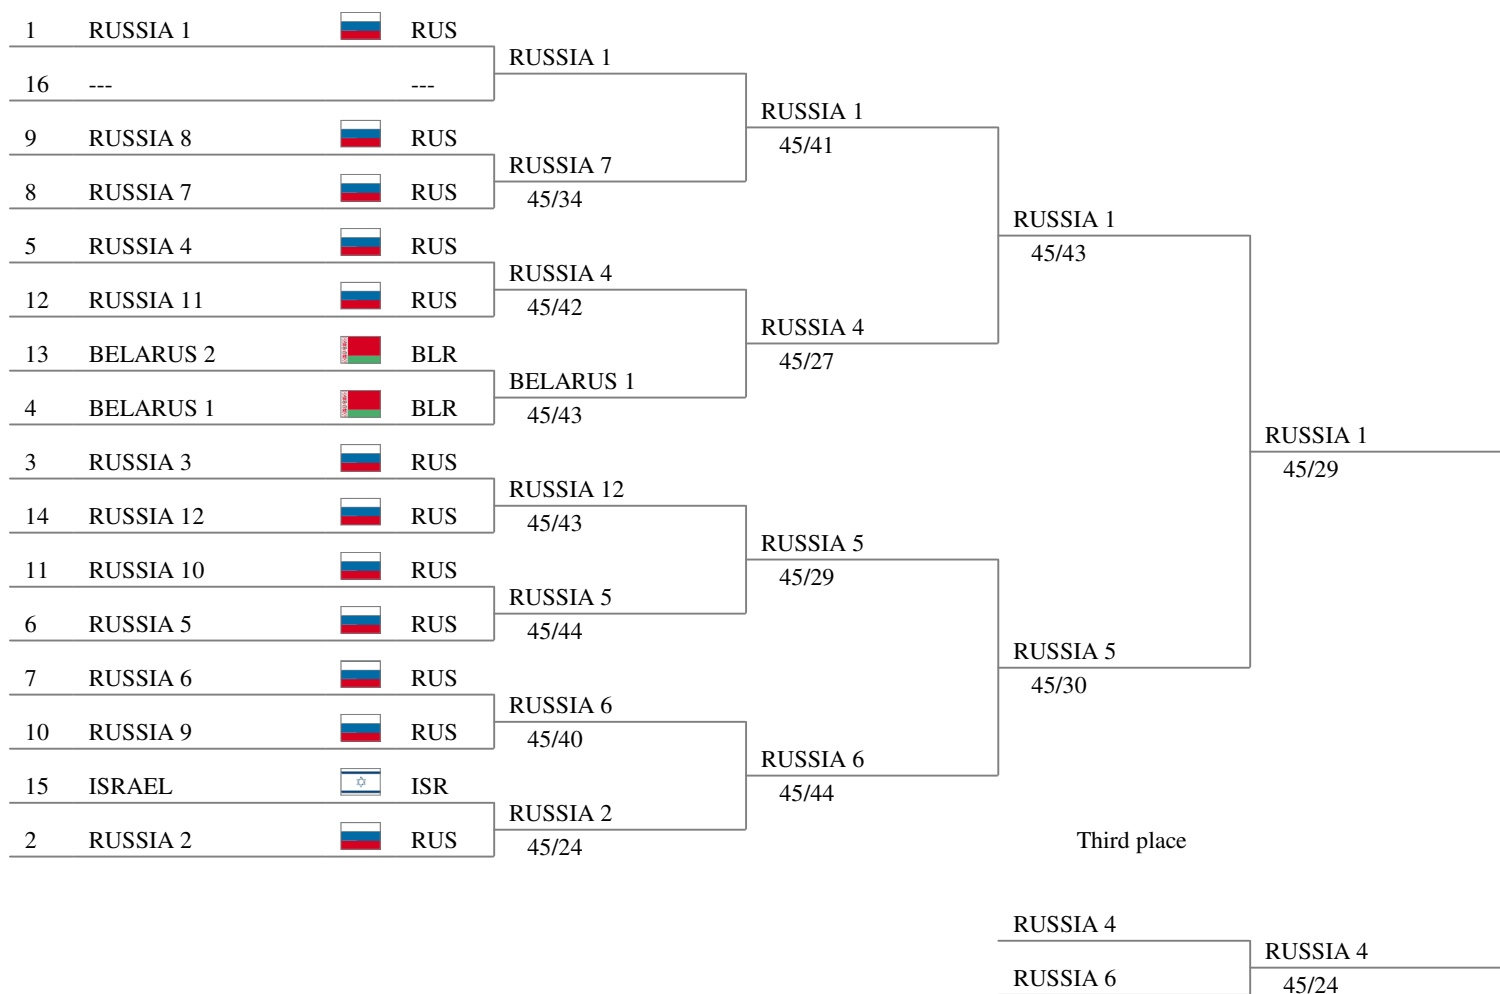 1 RUSSIA 1 RUS
RUSSIA 1
16 --- ---
RUSSIA 1
45/41
9 RUSSIA 8 RUS
RUSSIA 7
45/34
8 RUSSIA 7 RUS
RUSSIA 1
45/43
5 RUSSIA 4 RUS
RUSSIA 4
45/42
12 RUSSIA 11 RUS
RUSSIA 4
45/27
13 BELARUS 2 BLR
BELARUS 1
45/43
4 BELARUS 1 BLR
RUSSIA 1
45/29
3 RUSSIA 3 RUS
RUSSIA 12
45/43
14 RUSSIA 12 RUS
RUSSIA 5
45/29
11 RUSSIA 10 RUS
RUSSIA 5
45/44
6 RUSSIA 5 RUS
RUSSIA 5
45/30
7 RUSSIA 6 RUS
RUSSIA 6
45/40
10 RUSSIA 9 RUS
RUSSIA 6
45/44
15 ISRAEL ISR
RUSSIA 2
45/24
2 RUSSIA 2 RUS
Third place
RUSSIA 4
RUSSIA 4
45/24
RUSSIA 6